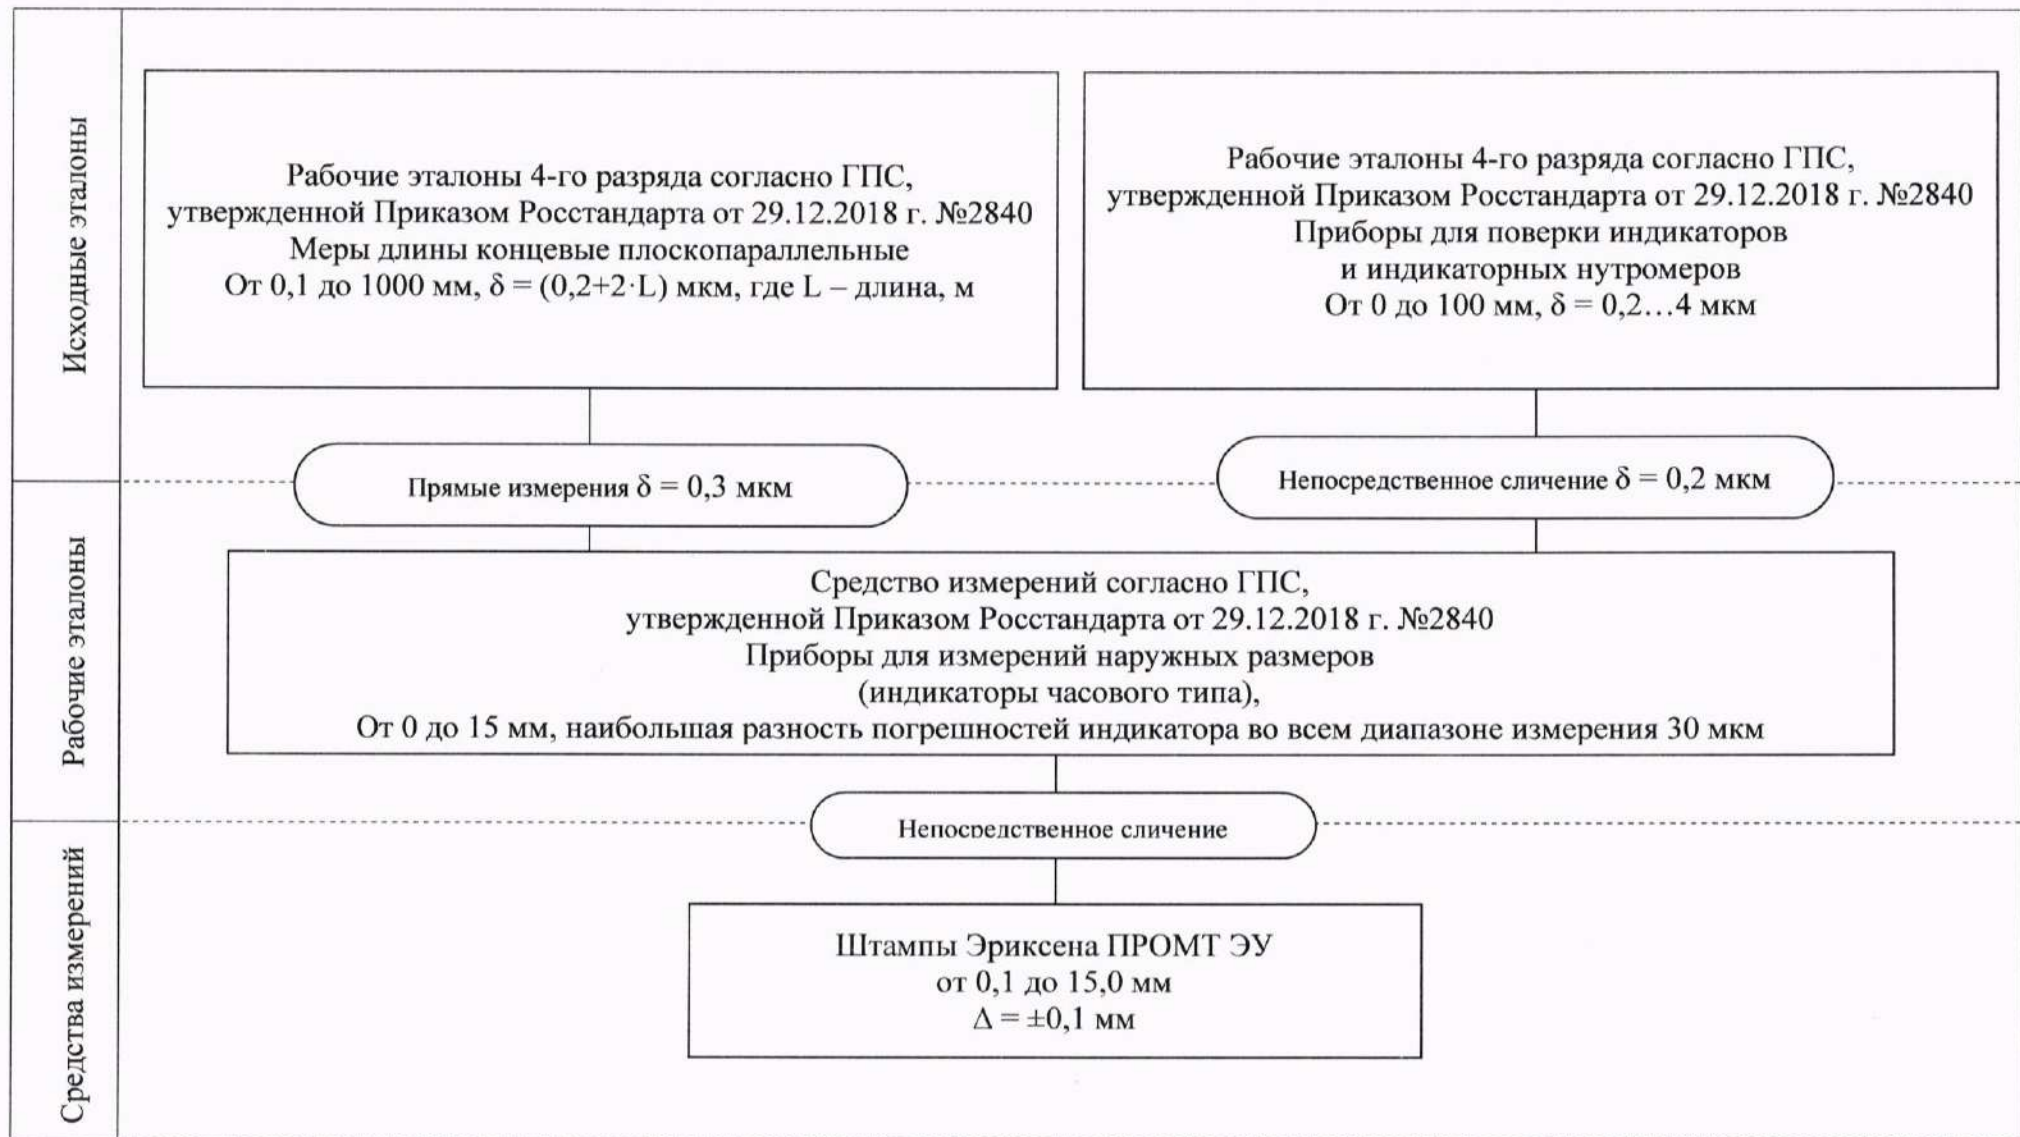 Исходные эталоны
Рабочие эталоны 4-го разряда согласно ГПС,
утвержденной Приказом Росстандарта от 29.12.2018 г. №2840
Меры длины концевые плоскопараллельные
От 0,1 до 1000 мм, δ = (0,2+2·L) мкм, где L – длина, м
Рабочие эталоны 4-го разряда согласно ГПС,
утвержденной Приказом Росстандарта от 29.12.2018 г. №2840
Приборы для поверки индикаторов
и индикаторных нутромеров
От 0 до 100 мм, δ = 0,2…4 мкм
Прямые измерения δ = 0,3 мкм
Непосредственное сличение δ = 0,2 мкм
Рабочие эталоны
Средство измерений согласно ГПС,
утвержденной Приказом Росстандарта от 29.12.2018 г. №2840
Приборы для измерений наружных размеров
(индикаторы часового типа),
От 0 до 15 мм, наибольшая разность погрешностей индикатора во всем диапазоне измерения 30 мкм
Непосредственное сличение
Средства измерений
Штампы Эриксена ПРОМТ ЭУ
от 0,1 до 15,0 мм
Δ = ±0,1 мм